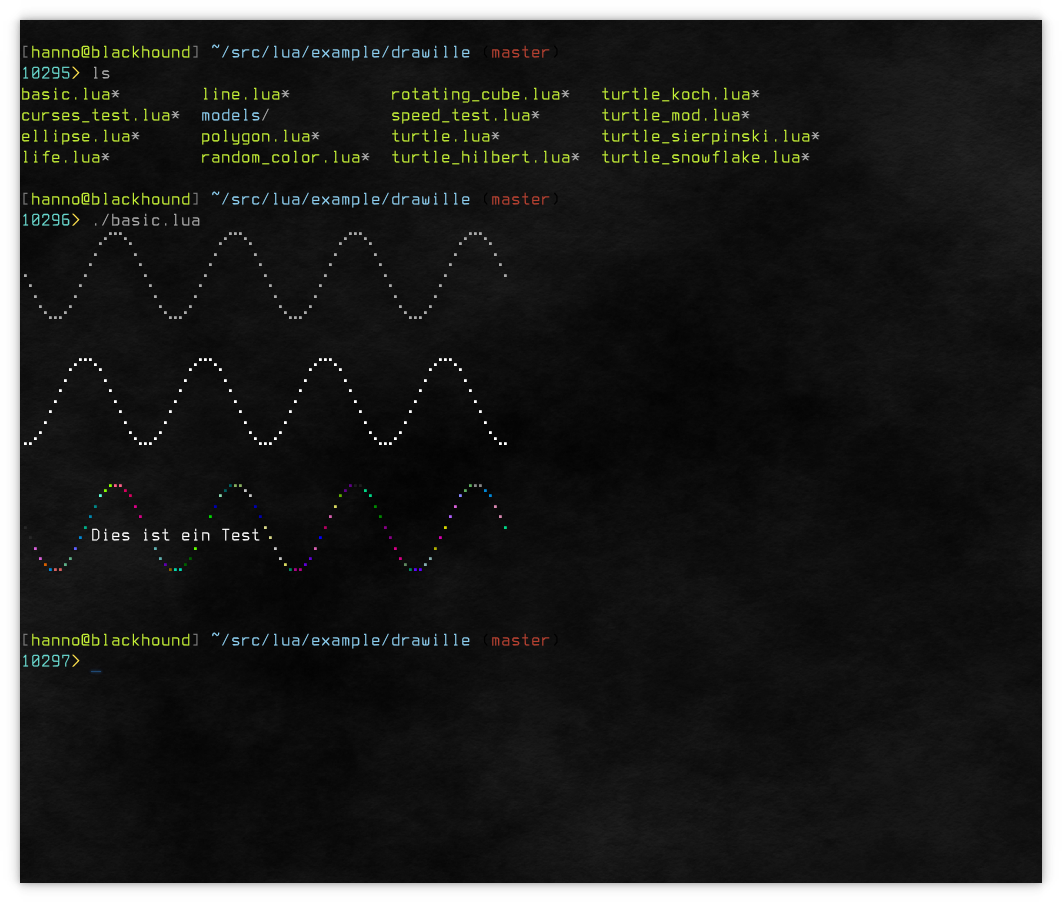 [hanno@blackhound] ~/src/lua/example/drawille (master)
10295> ls
basic.lua* line.lua* rotating_cube.lua* turtle_koch.lua*
curses_test.lua* models/ speed_test.lua* turtle_mod.lua*
ellipse.lua* polygon.lua* turtle.lua* turtle_sierpinski.lua*
life.lua* random_color.lua* turtle_hilbert.lua* turtle_snowflake.lua*
[hanno@blackhound] ~/src/lua/example/drawille (master)
10296> ./basic.lua
Dies ist ein Test
[hanno@blackhound] ~/src/lua/example/drawille (master)
10297> _